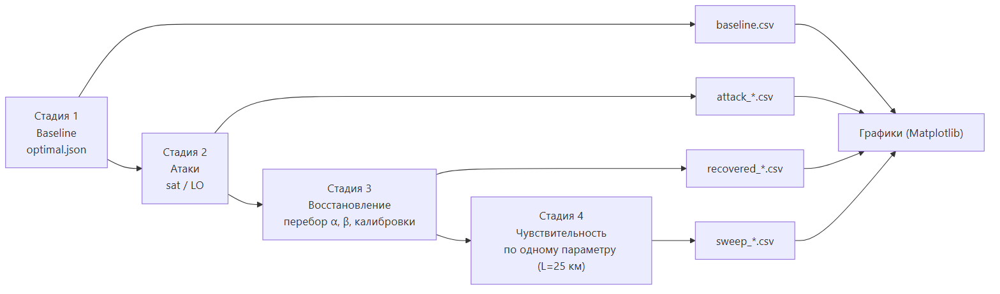 Стадия 1
Baseline
optimal.json
Стадия 2
Атаки
sat / LO
Стадия 3
Восстановление
перебор α, β, калибровки
Стадия 4
Чувствительность
по одному параметру
(L=25 км)
baseline.csv
attack_*.csv
recovered_*.csv
sweep_*.csv
Графики (Matplotlib)